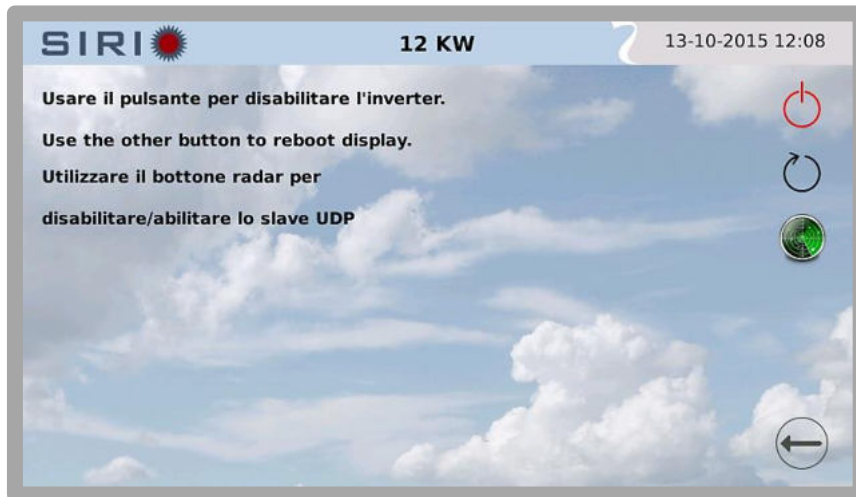 SIRI
12 KW
13-10-2015 12:08
Usare il pulsante per disabilitare l'inverter.
Use the other button to reboot display.
Utilizzare il bottone radar per
disabilitare/abilitare lo slave UDP